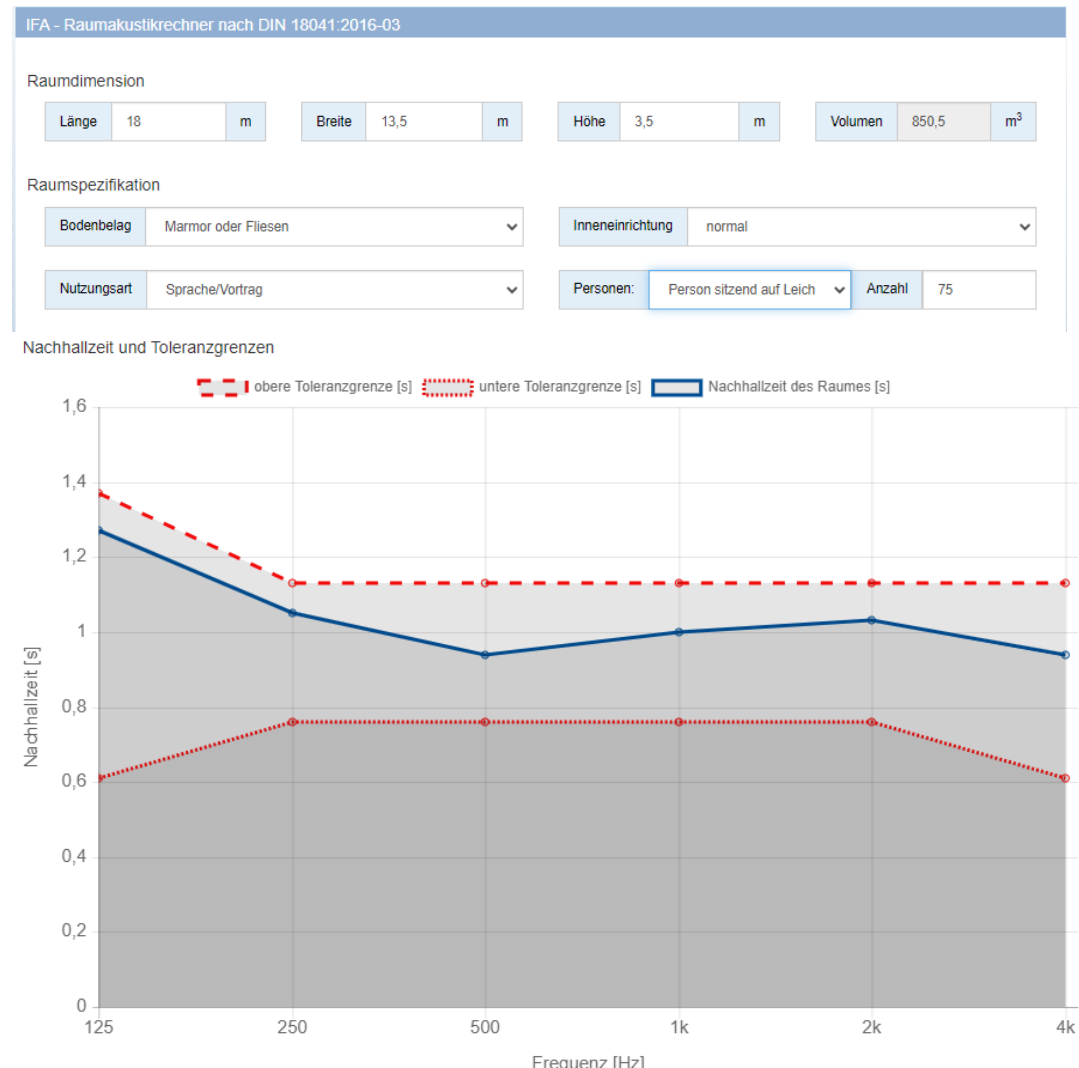 IFA - Raumakustikrechner nach DIN 18041:2016-03
Raumdimension
Länge 18 m Breite 13,5 m Höhe 3,5 m Volumen 850,5 m³
Raumspezifikation
Bodenbelag Marmor oder Fliesen Inneneinrichtung normal
Nutzungsart Sprache/Vortrag Personen: Person sitzend auf Leich Anzahl 75
Nachhallzeit und Toleranzgrenzen
obere Toleranzgrenze [s] untere Toleranzgrenze [s] Nachhallzeit des Raumes [s]
1,6
1,4
1,2
1
0,8
0,6
0,4
0,2
0
Nachhallzeit [s]
125 250 500 1k 2k 4k
Frequenz [Hz]